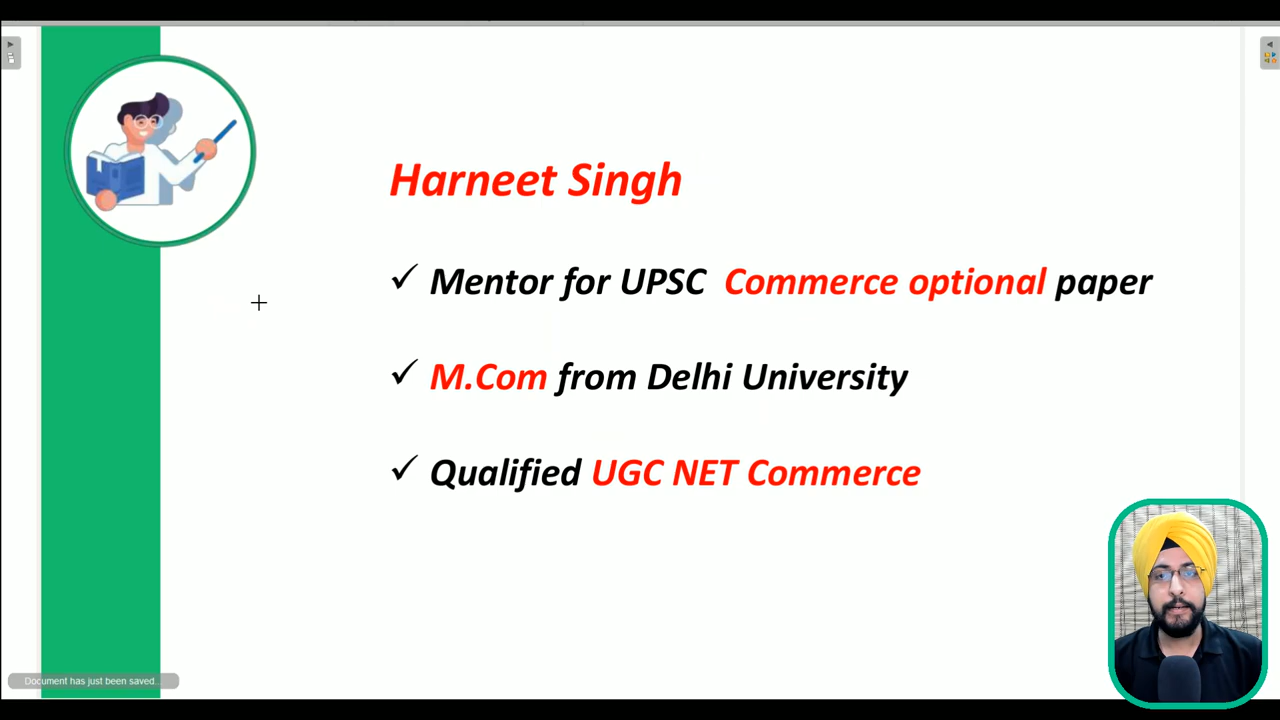 Harneet Singh
✓ Mentor for UPSC Commerce optional paper
✓ M.Com from Delhi University
✓ Qualified UGC NET Commerce
Document has just been saved...